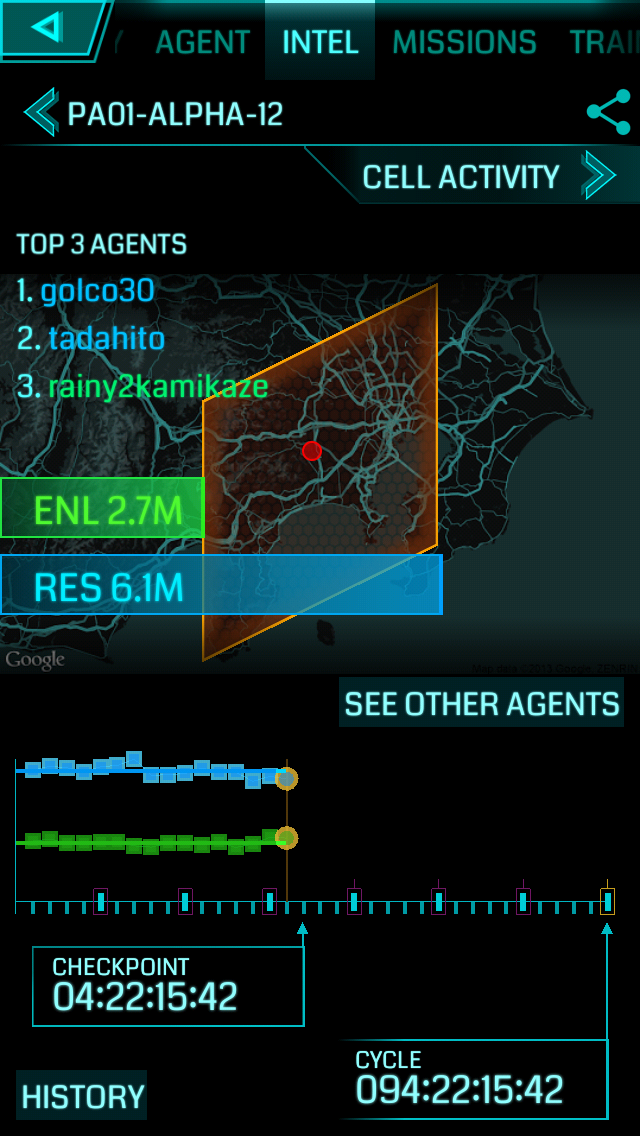 AGENT INTEL MISSIONS
PA01-ALPHA-12
CELL ACTIVITY
TOP 3 AGENTS
1. golco30
2. tadahito
3. rainy2kamikaze
ENL 2.7M
RES 6.1M
Google
Map data ©2013 Google, ZENRIN
SEE OTHER AGENTS
CHECKPOINT
04:22:15:42
CYCLE
094:22:15:42
HISTORY